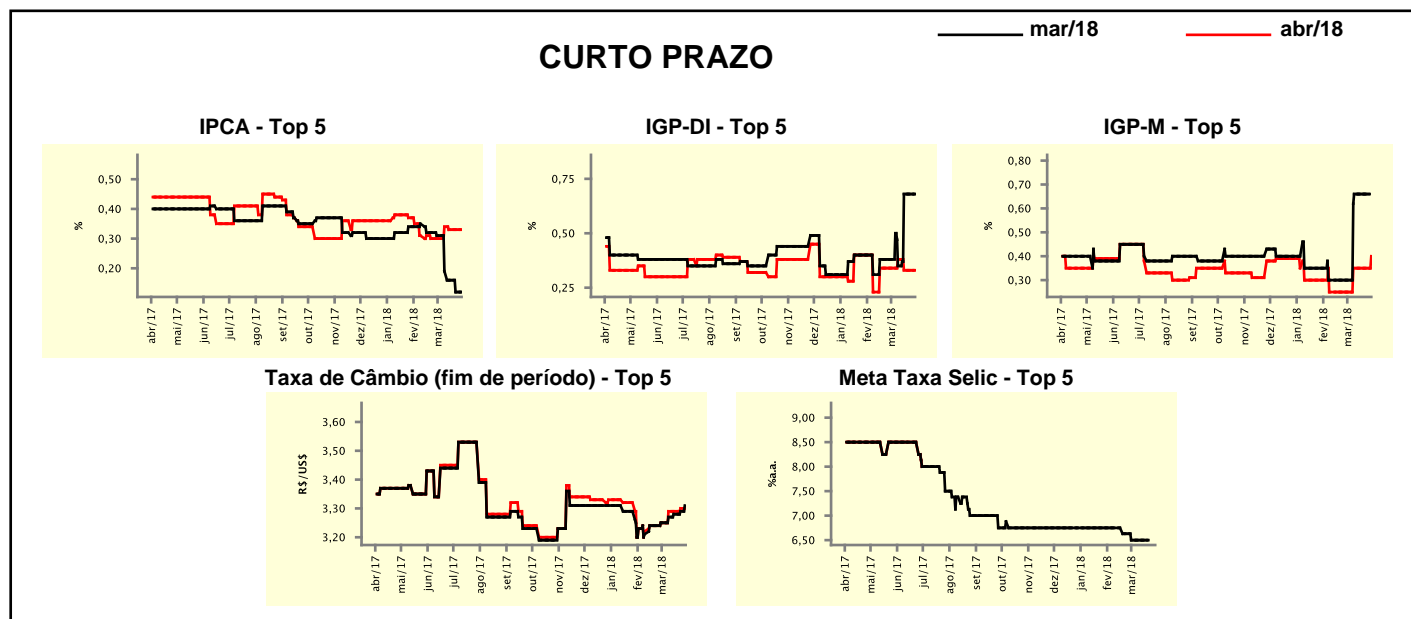 mar/18
abr/18
CURTO PRAZO
IPCA - Top 5
%
0,50
0,40
0,30
0,20
abr/17 mai/17 jun/17 jul/17 ago/17 set/17 out/17 nov/17 dez/17 jan/18 fev/18 mar/18
IGP-DI - Top 5
%
0,75
0,50
0,25
abr/17 mai/17 jun/17 jul/17 ago/17 set/17 out/17 nov/17 dez/17 jan/18 fev/18 mar/18
IGP-M - Top 5
%
0,80
0,70
0,60
0,50
0,40
0,30
abr/17 mai/17 jun/17 jul/17 ago/17 set/17 out/17 nov/17 dez/17 jan/18 fev/18 mar/18
Taxa de Câmbio (fim de período) - Top 5
R$/US$
3,60
3,50
3,40
3,30
3,20
abr/17 mai/17 jun/17 jul/17 ago/17 set/17 out/17 nov/17 dez/17 jan/18 fev/18 mar/18
Meta Taxa Selic - Top 5
%a.a.
9,00
8,50
8,00
7,50
7,00
6,50
abr/17 mai/17 jun/17 jul/17 ago/17 set/17 out/17 nov/17 dez/17 jan/18 fev/18 mar/18